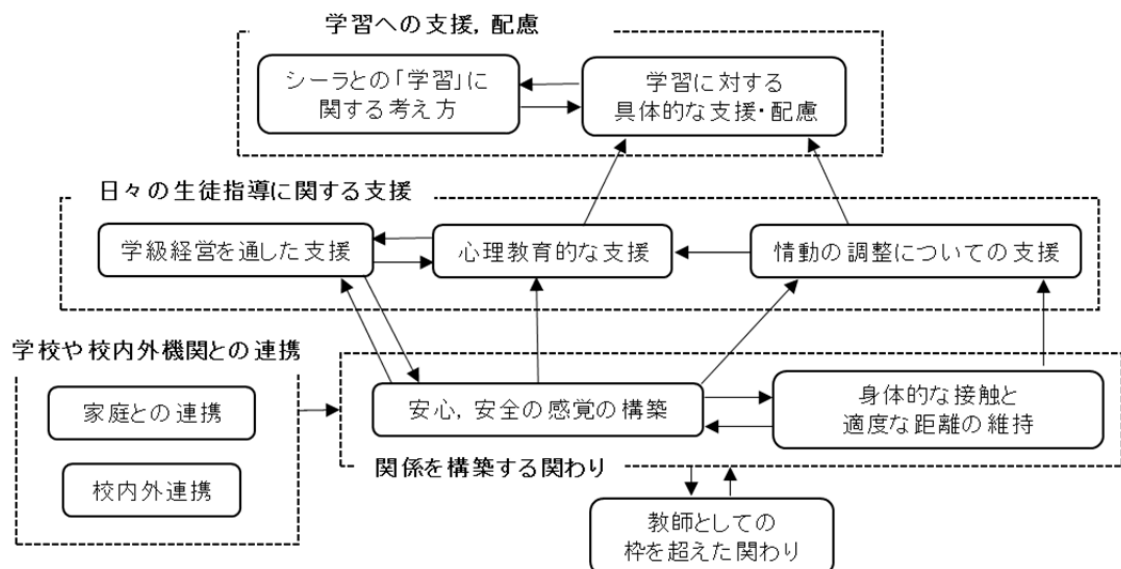 学習への支援，配慮
シーラとの「学習」に
関する考え方
学習に対する
具体的な支援・配慮
日々の生徒指導に関する支援
学級経営を通した支援
心理教育的な支援
情動の調整についての支援
学校や校内外機関との連携
家庭との連携
校内外連携
安心，安全の感覚の構築
身体的な接触と
適度な距離の維持
関係を構築する関わり
教師としての
枠を超えた関わり